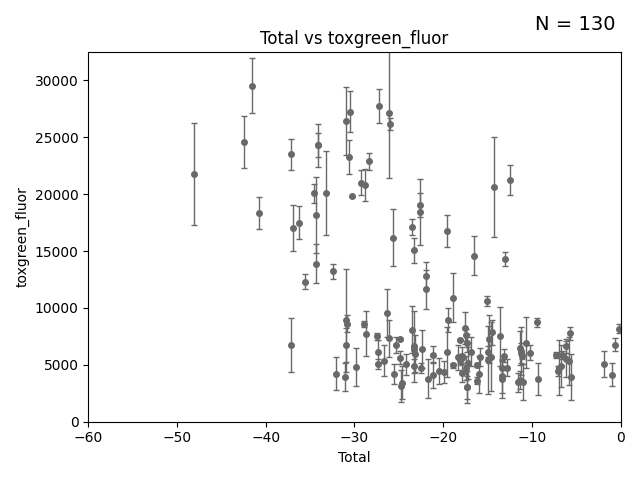 N = 130
Total vs toxgreen_fluor
30000
25000
20000
15000
10000
5000
0
toxgreen_fluor
−60 −50 −40 −30 −20 −10 0
Total